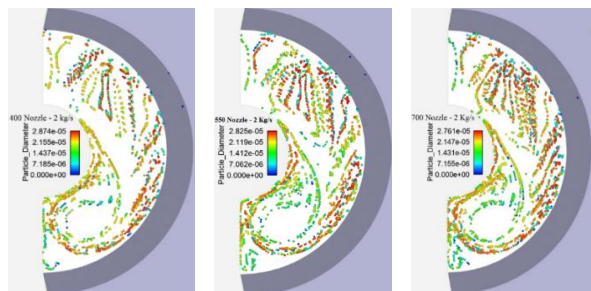 400 Nozzle - 2 kg/s
Particle_Diameter
2.874e-05
2.155e-05
1.437e-05
7.185e-06
0.000e+00
550 Nozzle - 2 kg/s
Particle_Diameter
2.825e-05
2.119e-05
1.412e-05
7.062e-06
0.000e+00
700 Nozzle - 2 kg/s
Particle_Diameter
2.761e-05
2.147e-05
1.431e-05
7.155e-06
0.000e+00